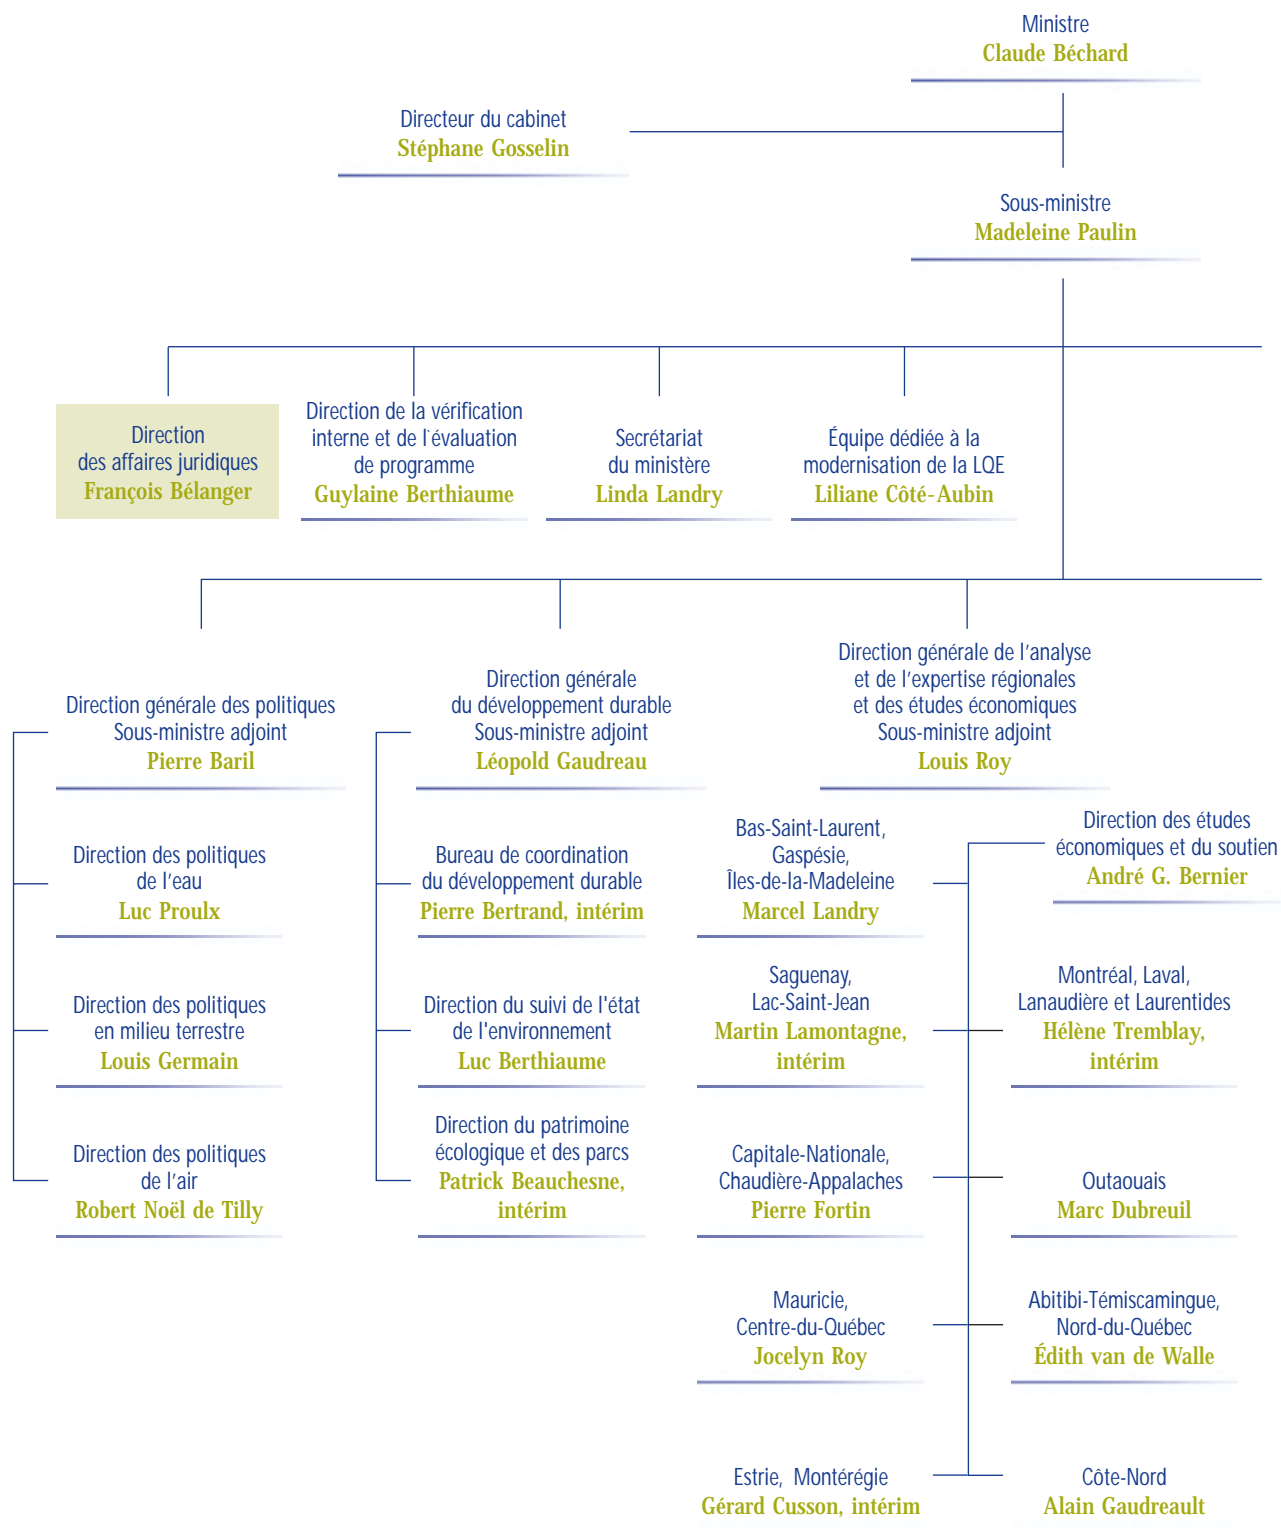 Ministre
Claude Béchard
Directeur du cabinet
Stéphane Gosselin
Sous-ministre
Madeleine Paulin
Direction
des affaires juridiques
François Bélanger
Direction de la vérification
interne et de l`évaluation
de programme
Guylaine Berthiaume
Secrétariat
du ministère
Linda Landry
Équipe dédiée à la
modernisation de la LQE
Liliane Côté-Aubin
Direction générale des politiques
Sous-ministre adjoint
Pierre Baril
Direction des politiques
de l’eau
Luc Proulx
Direction des politiques
en milieu terrestre
Louis Germain
Direction des politiques
de l’air
Robert Noël de Tilly
Direction générale
du développement durable
Sous-ministre adjoint
Léopold Gaudreau
Bureau de coordination
du développement durable
Pierre Bertrand, intérim
Direction du suivi de l'état
de l'environnement
Luc Berthiaume
Direction du patrimoine
écologique et des parcs
Patrick Beauchesne,
intérim
Direction générale de l’analyse
et de l’expertise régionales
et des études économiques
Sous-ministre adjoint
Louis Roy
Bas-Saint-Laurent,
Gaspésie,
Îles-de-la-Madeleine
Marcel Landry
Saguenay,
Lac-Saint-Jean
Martin Lamontagne,
intérim
Capitale-Nationale,
Chaudière-Appalaches
Pierre Fortin
Mauricie,
Centre-du-Québec
Jocelyn Roy
Estrie, Montérégie
Gérard Cusson, intérim
Direction des études
économiques et du soutien
André G. Bernier
Montréal, Laval,
Lanaudière et Laurentides
Hélène Tremblay,
intérim
Outaouais
Marc Dubreuil
Abitibi-Témiscamingue,
Nord-du-Québec
Édith van de Walle
Côte-Nord
Alain Gaudreault